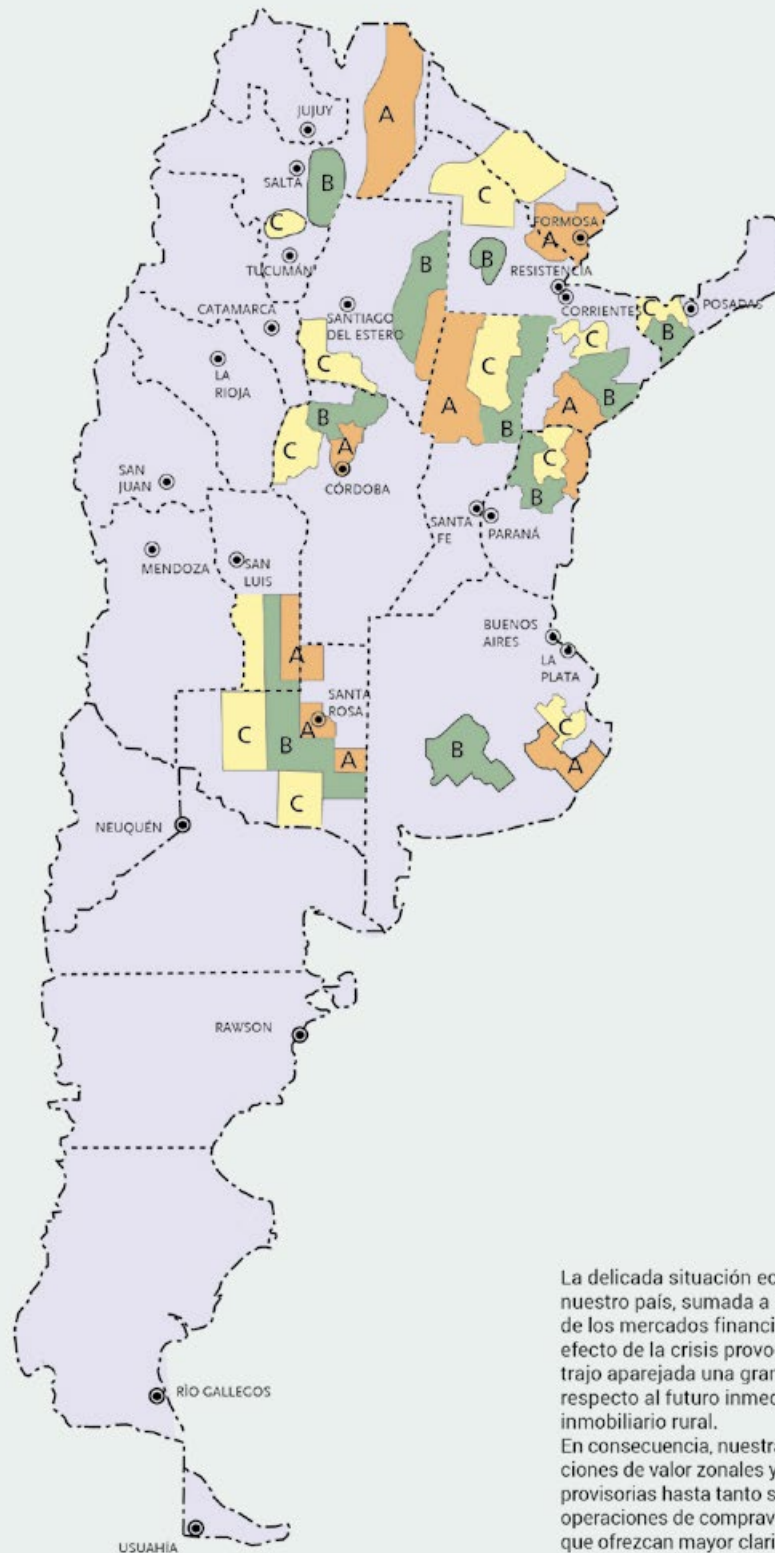 A
JUJUY
SALTA
B
C
C
FORMOSA
A
TUCUMÁN
B
B
RESISTENCIA
CORRIENTES
C
POSADAS
B
CATAMARCA
SANTIAGO
DEL ESTERO
C
LA
RIOJA
C
C
A
B
A
B
A
C
SAN
JUAN
CÓRDOBA
C
B
SANTA
FE
PARANÁ
MENDOZA
SAN
LUIS
A
BUENOS
AIRES
LA
PLATA
SANTA
ROSA
A
C
B
A
B
C
A
C
NEUQUÉN
RAWSON
RÌO GALLEGOS
USUAHÍA
La delicada situación ec
nuestro país, sumada a
de los mercados financi
efecto de la crisis provo
trajo aparejada una gran
respecto al futuro inmed
inmobiliario rural.
En consecuencia, nuestra
ciones de valor zonales y
provisorias hasta tanto s
operaciones de comprav
que ofrezcan mayor clari